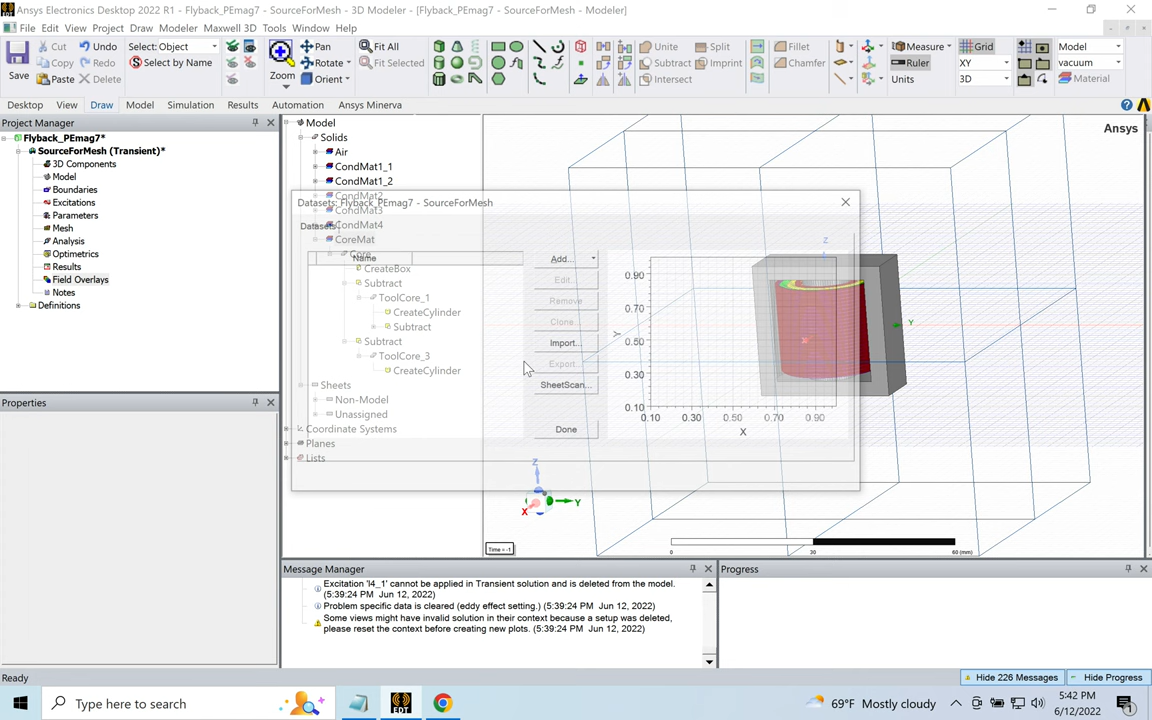 Ansys Electronics Desktop 2022 R1 - Flyback_PEmag7 - SourceForMesh - 3D Modeler - [Flyback_PEmag7 - SourceForMesh - Modeler]
File Edit View Project Draw Modeler Maxwell 3D Tools Window Help
Save Cut Copy Paste Undo Redo Delete Select: Object Select by Name Zoom Pan Rotate Orient Fit All Fit Selected Unite Subtract Intersect Split Imprint Fillet Chamfer Measure Ruler Units Grid XY 3D Model vacuum Material
Desktop View Draw Model Simulation Results Automation Ansys Minerva
Project Manager
Flyback_PEmag7*
SourceForMesh (Transient)*
3D Components
Model
Boundaries
Excitations
Parameters
Mesh
Analysis
Optimetrics
Results
Field Overlays
Notes
Definitions
Properties
Model
Solids
Air
CondMat1_1
CondMat1_2
CondMat2
CondMat3
CondMat4
CoreMat
Core
CreateBox
Subtract
ToolCore_1
CreateCylinder
Subtract
Subtract
ToolCore_3
CreateCylinder
Sheets
Non-Model
Unassigned
Coordinate Systems
Planes
Lists
Datasets: Flyback_PEmag7 - SourceForMesh
Datasets:
Name
Add...
Edit...
Remove
Clone...
Import...
Export...
SheetScan...
Done
Y
0.90
0.70
0.50
0.30
0.10
0.10 0.30 0.50 0.70 0.90
X
Ansys
Z
Y
X
Z
Y
X
Time = -1
0 30 60 (mm)
Message Manager
Excitation 'I4_1' cannot be applied in Transient solution and is deleted from the model.
(5:39:24 PM Jun 12, 2022)
Problem specific data is cleared (eddy effect setting.) (5:39:24 PM Jun 12, 2022)
Some views might have invalid solution in their context because a setup was deleted,
please reset the context before creating new plots. (5:39:24 PM Jun 12, 2022)
Progress
Ready
Hide 226 Messages Hide Progress
Type here to search
EDT
69°F Mostly cloudy
5:42 PM
6/12/2022
1